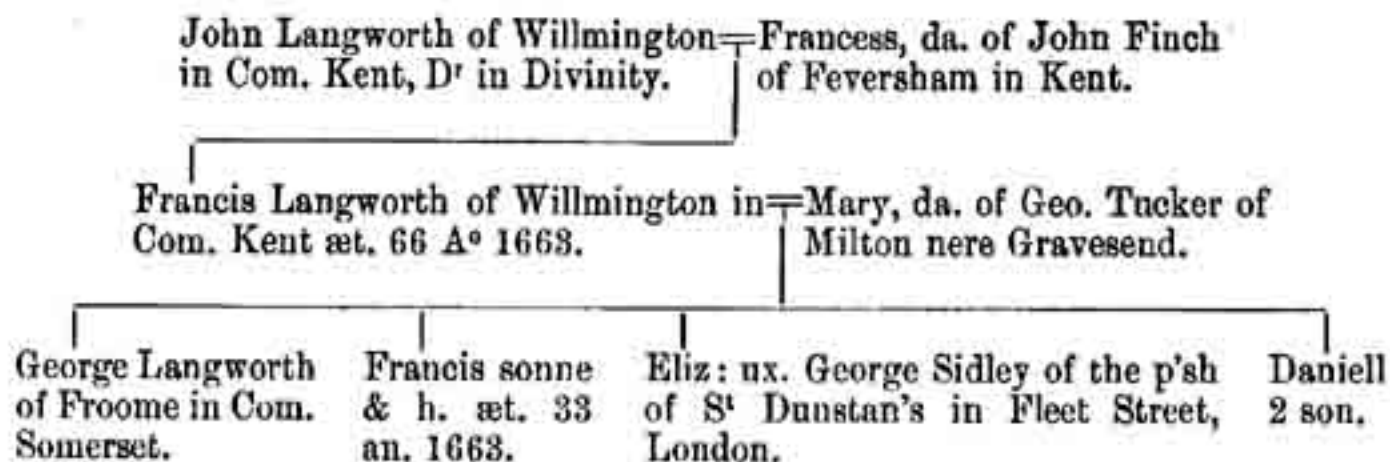 John Langworth of Willmington
in Com. Kent, Dʳ in Divinity.
Francess, da. of John Finch
of Feversham in Kent.
Francis Langworth of Willmington in
Com. Kent æt. 66 Aº 1663.
Mary, da. of Geo. Tucker of
Milton nere Gravesend.
George Langworth
of Froome in Com.
Somerset.
Francis sonne
& h. æt. 33
an. 1663.
Eliz: ux. George Sidley of the p'sh
of Sᵗ Dunstan's in Fleet Street,
London.
Daniell
2 son.